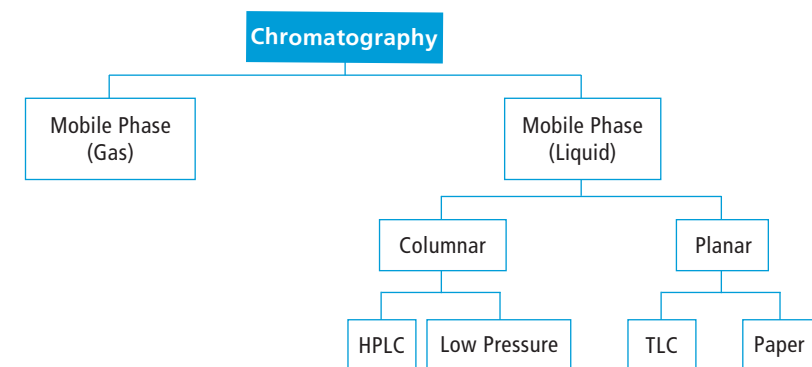 Chromatography
Mobile Phase
(Gas)
Mobile Phase
(Liquid)
Columnar
Planar
HPLC
Low Pressure
TLC
Paper